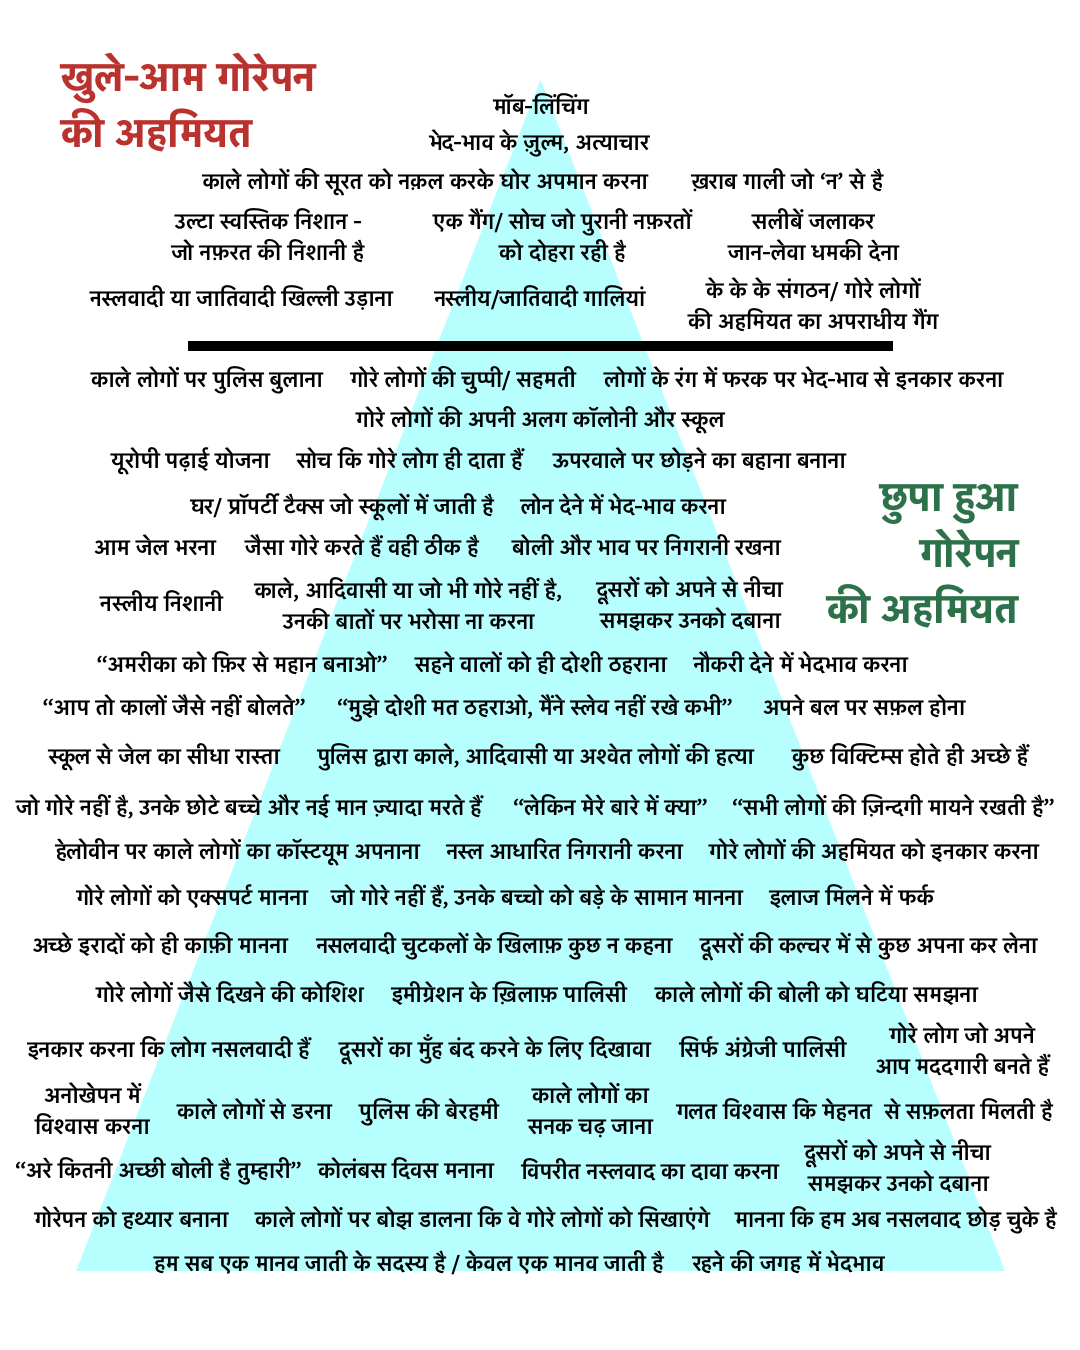 खुले-आम गोरेपन
की अहमियत
मॉब-लिंचिंग
भेद-भाव के ज़ुल्म, अत्याचार
काले लोगों की सूरत को नक़ल करके घोर अपमान करना ख़राब गाली जो ‘न’ से है
उल्टा स्वस्तिक निशान -
जो नफ़रत की निशानी है
एक गैंग/ सोच जो पुरानी नफ़रतों
को दोहरा रही है
सलीबें जलाकर
जान-लेवा धमकी देना
नस्लवादी या जातिवादी खिल्ली उड़ाना नस्लीय/जातिवादी गालियां
के के के संगठन/ गोरे लोगों
की अहमियत का अपराधीय गैंग
काले लोगों पर पुलिस बुलाना गोरे लोगों की चुप्पी/ सहमती लोगों के रंग में फरक पर भेद-भाव से इनकार करना
गोरे लोगों की अपनी अलग कॉलोनी और स्कूल
यूरोपी पढ़ाई योजना सोच कि गोरे लोग ही दाता हैं ऊपरवाले पर छोड़ने का बहाना बनाना
छुपा हुआ
गोरेपन
की अहमियत
घर/ प्रॉपर्टी टैक्स जो स्कूलों में जाती है लोन देने में भेद-भाव करना
आम जेल भरना जैसा गोरे करते हैं वही ठीक है बोली और भाव पर निगरानी रखना
नस्लीय निशानी
काले, आदिवासी या जो भी गोरे नहीं है,
उनकी बातों पर भरोसा ना करना
दूसरों को अपने से नीचा
समझकर उनको दबाना
“अमरीका को फ़िर से महान बनाओ” सहने वालों को ही दोशी ठहराना नौकरी देने में भेदभाव करना
“आप तो कालों जैसे नहीं बोलते” “मुझे दोशी मत ठहराओ, मैंने स्लेव नहीं रखे कभी” अपने बल पर सफ़ल होना
स्कूल से जेल का सीधा रास्ता पुलिस द्वारा काले, आदिवासी या अश्वेत लोगों की हत्या कुछ विक्टिम्स होते ही अच्छे हैं
जो गोरे नहीं है, उनके छोटे बच्चे और नई मान ज़्यादा मरते हैं “लेकिन मेरे बारे में क्या” “सभी लोगों की ज़िन्दगी मायने रखती है”
हेलोवीन पर काले लोगों का कॉस्टयूम अपनाना नस्ल आधारित निगरानी करना गोरे लोगों की अहमियत को इनकार करना
गोरे लोगों को एक्सपर्ट मानना जो गोरे नहीं हैं, उनके बच्चो को बड़े के सामान मानना इलाज मिलने में फर्क
अच्छे इरादों को ही काफ़ी मानना नसलवादी चुटकलों के खिलाफ़ कुछ न कहना दूसरों की कल्चर में से कुछ अपना कर लेना
गोरे लोगों जैसे दिखने की कोशिश इमीग्रेशन के ख़िलाफ़ पालिसी काले लोगों की बोली को घटिया समझना
इनकार करना कि लोग नसलवादी हैं दूसरों का मुँह बंद करने के लिए दिखावा सिर्फ अंग्रेजी पालिसी
गोरे लोग जो अपने
आप मददगारी बनते हैं
अनोखेपन में
विश्वास करना
काले लोगों से डरना पुलिस की बेरहमी
काले लोगों का
सनक चढ़ जाना
गलत विश्वास कि मेहनत से सफ़लता मिलती है
“अरे कितनी अच्छी बोली है तुम्हारी” कोलंबस दिवस मनाना विपरीत नस्लवाद का दावा करना
दूसरों को अपने से नीचा
समझकर उनको दबाना
गोरेपन को हथ्यार बनाना काले लोगों पर बोझ डालना कि वे गोरे लोगों को सिखाएंगे मानना कि हम अब नसलवाद छोड़ चुके है
हम सब एक मानव जाती के सदस्य है / केवल एक मानव जाती है रहने की जगह में भेदभाव